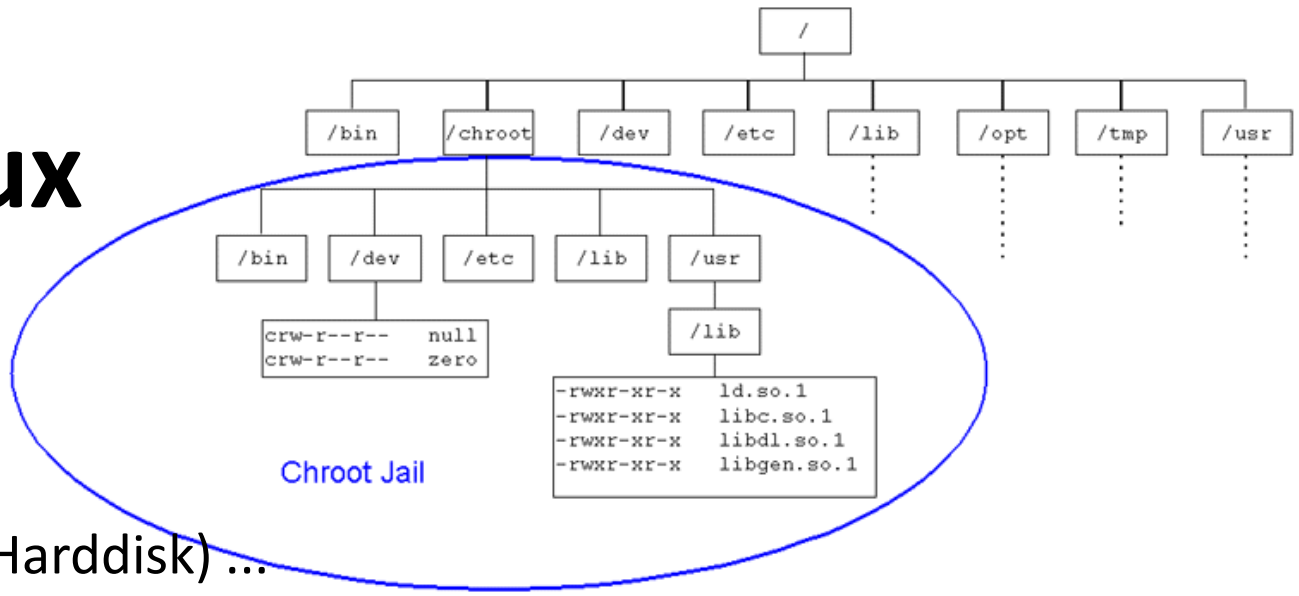 /
/bin /chroot /dev /etc /lib /opt /tmp /usr
ux
/bin /dev /etc /lib /usr
/lib
crw-r--r-- null
crw-r--r-- zero
-rwxr-xr-x ld.so.1
-rwxr-xr-x libc.so.1
-rwxr-xr-x libdl.so.1
-rwxr-xr-x libgen.so.1
Chroot Jail
Harddisk) ...